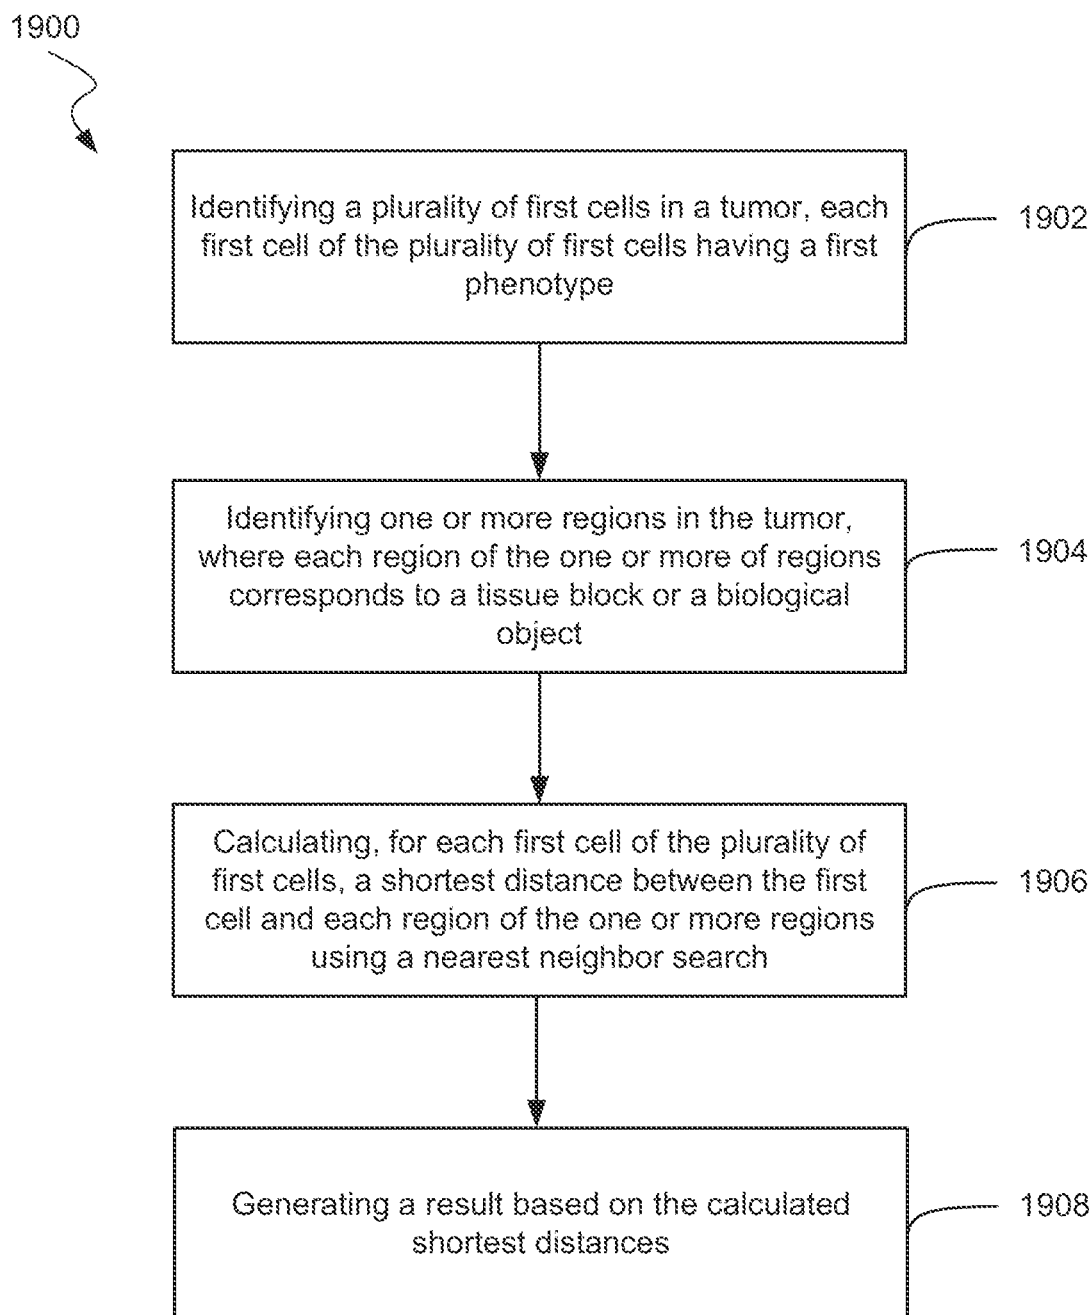 1900
Identifying a plurality of first cells in a tumor, each
first cell of the plurality of first cells having a first
phenotype
1902
Identifying one or more regions in the tumor,
where each region of the one or more of regions
corresponds to a tissue block or a biological
object
1904
Calculating, for each first cell of the plurality of
first cells, a shortest distance between the first
cell and each region of the one or more regions
using a nearest neighbor search
1906
Generating a result based on the calculated
shortest distances
1908